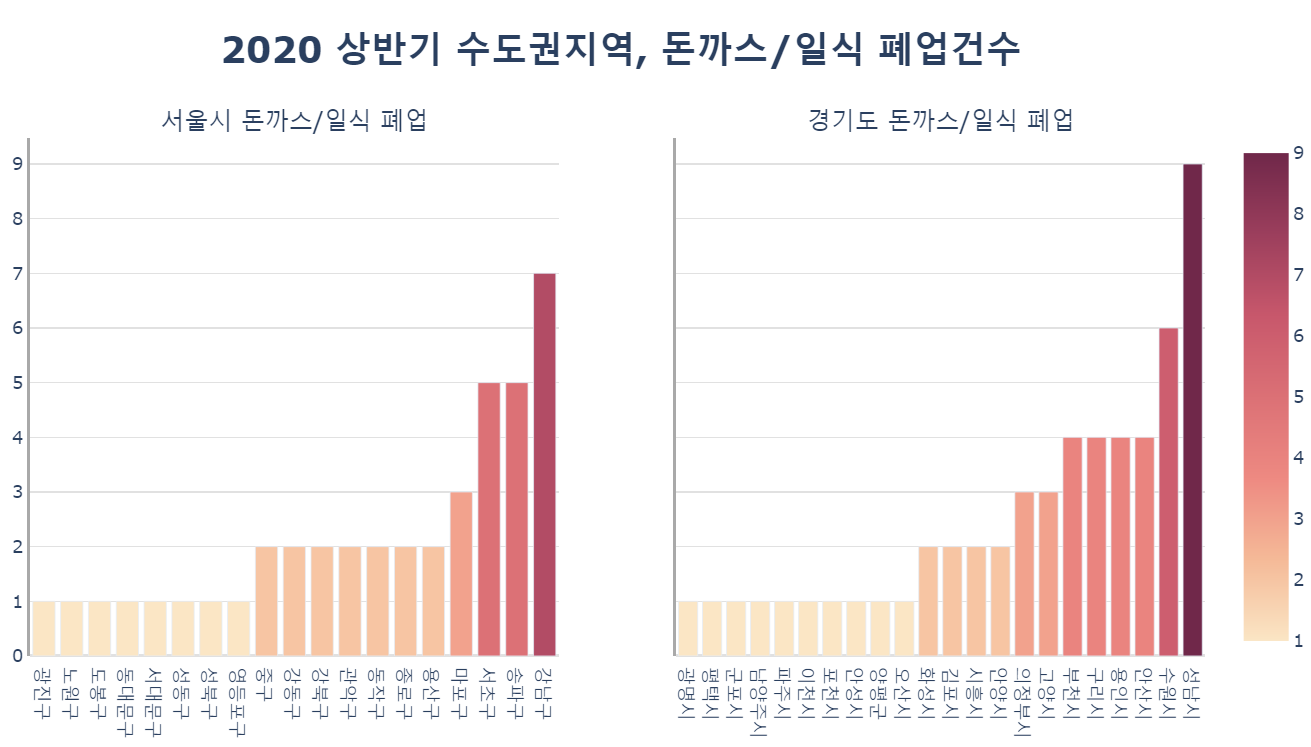 2020 상반기 수도권지역, 돈까스/일식 폐업건수
서울시 돈까스/일식 폐업
경기도 돈까스/일식 폐업
9
8
7
6
5
4
3
2
1
0
광진구
노원구
도봉구
동대문구
서대문구
성동구
성북구
영등포구
중구
강동구
강북구
관악구
동작구
종로구
용산구
마포구
서초구
송파구
강남구
광명시
평택시
군포시
남양주시
파주시
이천시
포천시
안성시
양평군
오산시
화성시
김포시
시흥시
안양시
의정부시
고양시
부천시
구리시
용인시
안산시
수원시
성남시
9
8
7
6
5
4
3
2
1